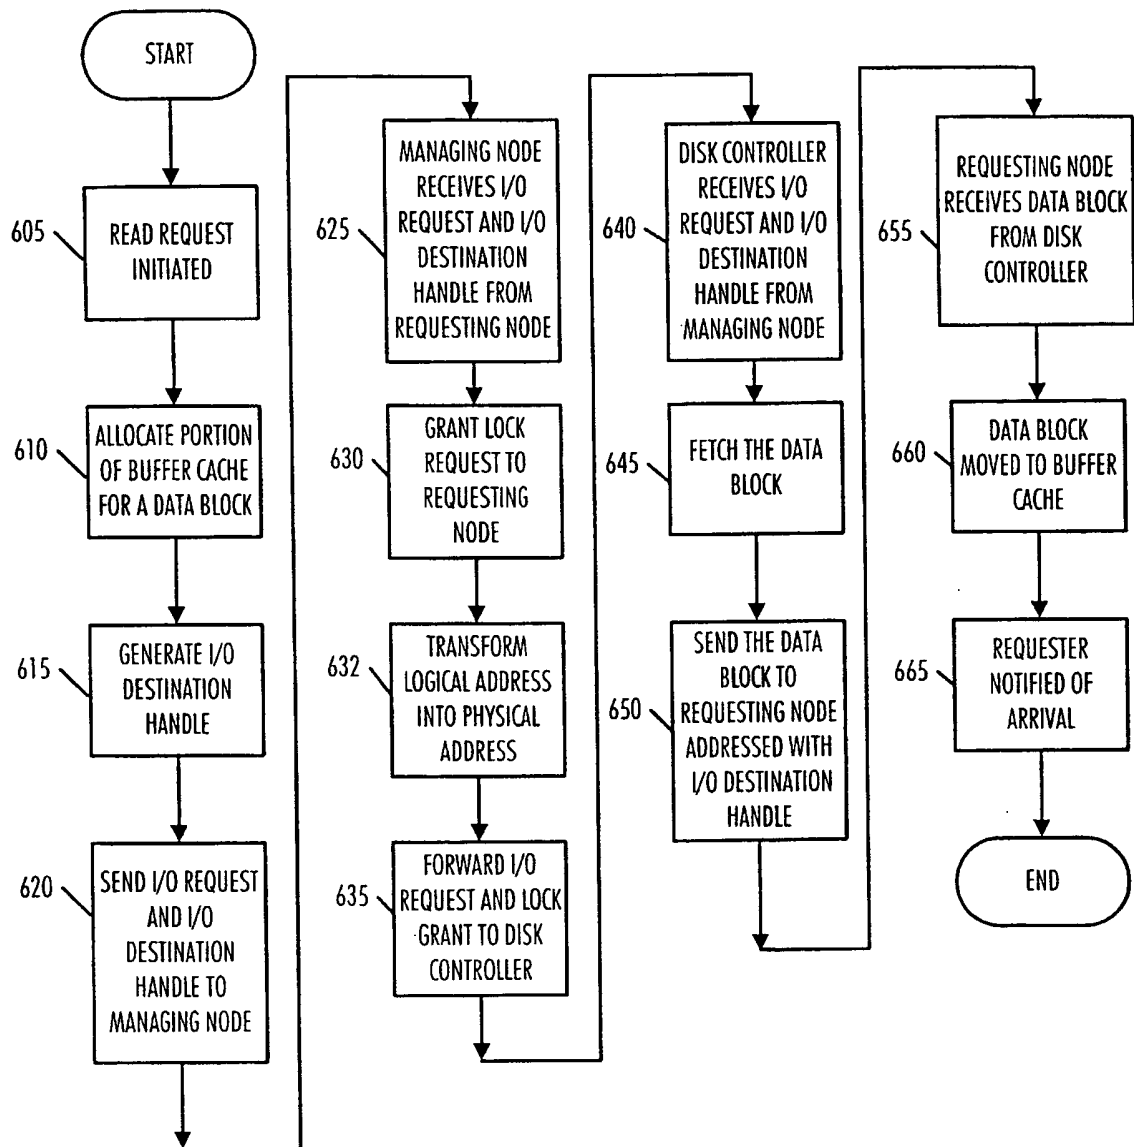 START
605
READ REQUEST
INITIATED
610
ALLOCATE PORTION
OF BUFFER CACHE
FOR A DATA BLOCK
615
GENERATE I/O
DESTINATION
HANDLE
620
SEND I/O REQUEST
AND I/O
DESTINATION
HANDLE TO
MANAGING NODE
625
MANAGING NODE
RECEIVES I/O
REQUEST AND I/O
DESTINATION
HANDLE FROM
REQUESTING NODE
630
GRANT LOCK
REQUEST TO
REQUESTING
NODE
632
TRANSFORM
LOGICAL ADDRESS
INTO PHYSICAL
ADDRESS
635
FORWARD I/O
REQUEST AND LOCK
GRANT TO DISK
CONTROLLER
640
DISK CONTROLLER
RECEIVES I/O
REQUEST AND I/O
DESTINATION
HANDLE FROM
MANAGING NODE
645
FETCH THE DATA
BLOCK
650
SEND THE DATA
BLOCK TO
REQUESTING NODE
ADDRESSED WITH
I/O DESTINATION
HANDLE
655
REQUESTING NODE
RECEIVES DATA BLOCK
FROM DISK
CONTROLLER
660
DATA BLOCK
MOVED TO BUFFER
CACHE
665
REQUESTER
NOTIFIED OF
ARRIVAL
END